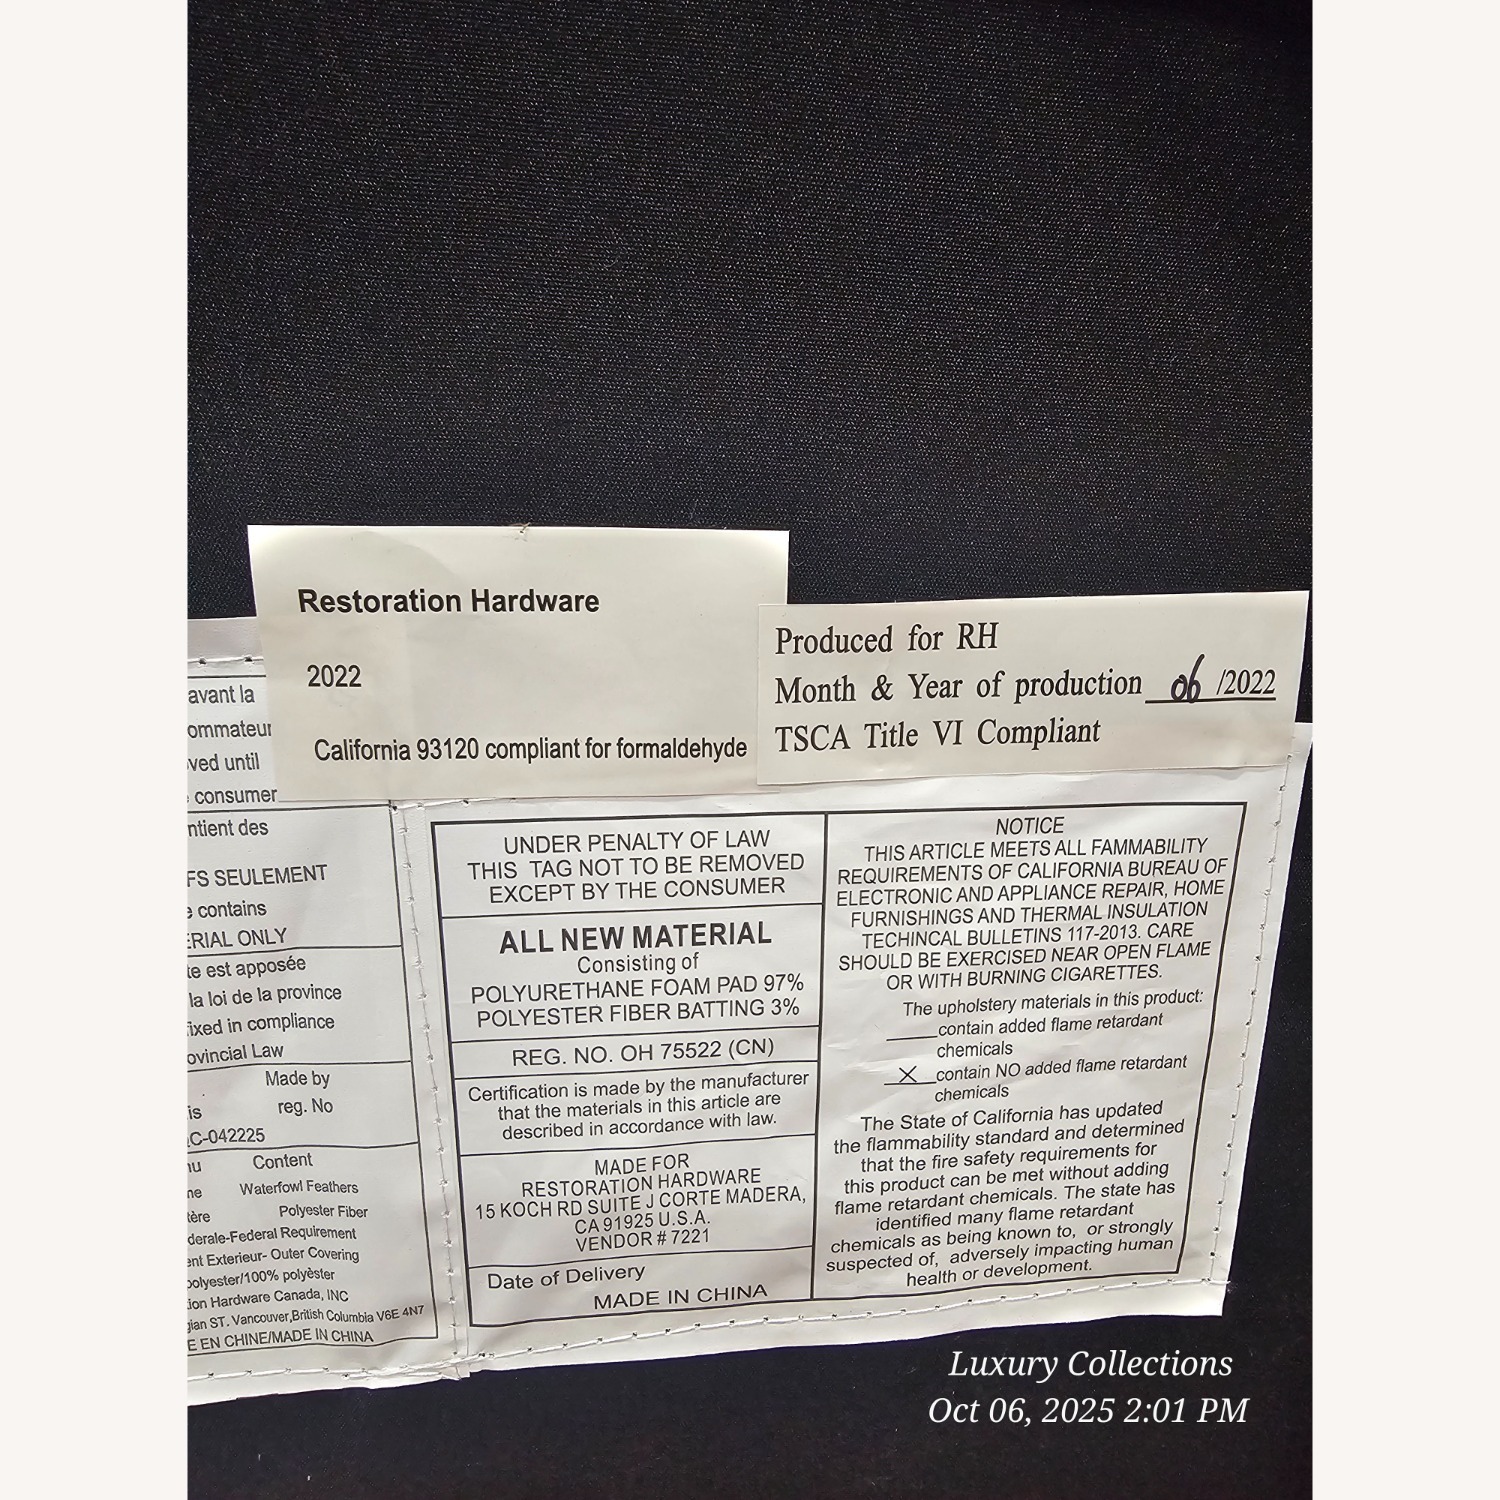 Restoration Hardware
2022
California 93120 compliant for formaldehyde
Produced for RH
Month & Year of production 06 /2022
TSCA Title VI Compliant
avant la
ommateur
ved until
consumer
ntient des
FS SEULEMENT
contains
ERIAL ONLY
te est apposée
la loi de la province
ixed in compliance
ovincial Law
Made by
is reg. No
C-042225
nu Content
ne Waterfowl Feathers
tère Polyester Fiber
derale-Federal Requirement
ent Exterieur- Outer Covering
polyester/100% polyèster
ion Hardware Canada, INC
gian ST. Vancouver,British Columbia V6E 4N7
E EN CHINE/MADE IN CHINA
UNDER PENALTY OF LAW
THIS TAG NOT TO BE REMOVED
EXCEPT BY THE CONSUMER
ALL NEW MATERIAL
Consisting of
POLYURETHANE FOAM PAD 97%
POLYESTER FIBER BATTING 3%
REG. NO. OH 75522 (CN)
Certification is made by the manufacturer
that the materials in this article are
described in accordance with law.
MADE FOR
RESTORATION HARDWARE
15 KOCH RD SUITE J CORTE MADERA,
CA 91925 U.S.A.
VENDOR # 7221
Date of Delivery
MADE IN CHINA
NOTICE
THIS ARTICLE MEETS ALL FAMMABILITY
REQUIREMENTS OF CALIFORNIA BUREAU OF
ELECTRONIC AND APPLIANCE REPAIR, HOME
FURNISHINGS AND THERMAL INSULATION
TECHINCAL BULLETINS 117-2013. CARE
SHOULD BE EXERCISED NEAR OPEN FLAME
OR WITH BURNING CIGARETTES.
The upholstery materials in this product:
____contain added flame retardant
chemicals
X contain NO added flame retardant
chemicals
The State of California has updated
the flammability standard and determined
that the fire safety requirements for
this product can be met without adding
flame retardant chemicals. The state has
identified many flame retardant
chemicals as being known to, or strongly
suspected of, adversely impacting human
health or development.
Luxury Collections
Oct 06, 2025 2:01 PM